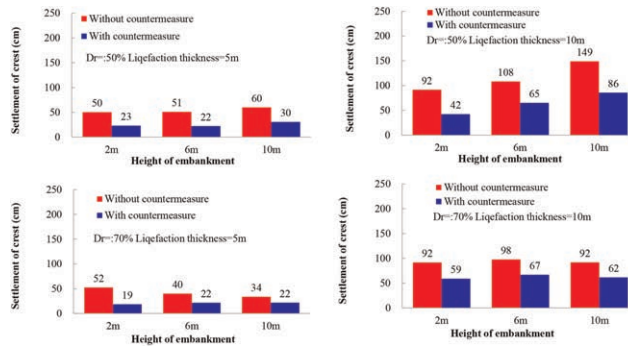 Settlement of crest (cm)
250
200
150
100
50
0
Without countermeasure
With countermeasure
Dr=:50% Liqefaction thickness=5m
50
23
51
22
60
30
2m
6m
10m
Height of embankment
Settlement of crest (cm)
250
200
150
100
50
0
Without countermeasure
With countermeasure
Dr=:50% Liqefaction thickness=10m
92
42
108
65
149
86
2m
6m
10m
Height of embankment
Settlement of crest (cm)
250
200
150
100
50
0
Without countermeasure
With countermeasure
Dr=:70% Liqefaction thickness=5m
52
19
40
22
34
22
2m
6m
10m
Height of embankment
Settlement of crest (cm)
250
200
150
100
50
0
Without countermeasure
With countermeasure
Dr=:70% Liqefaction thickness=10m
92
59
98
67
92
62
2m
6m
10m
Height of embankment